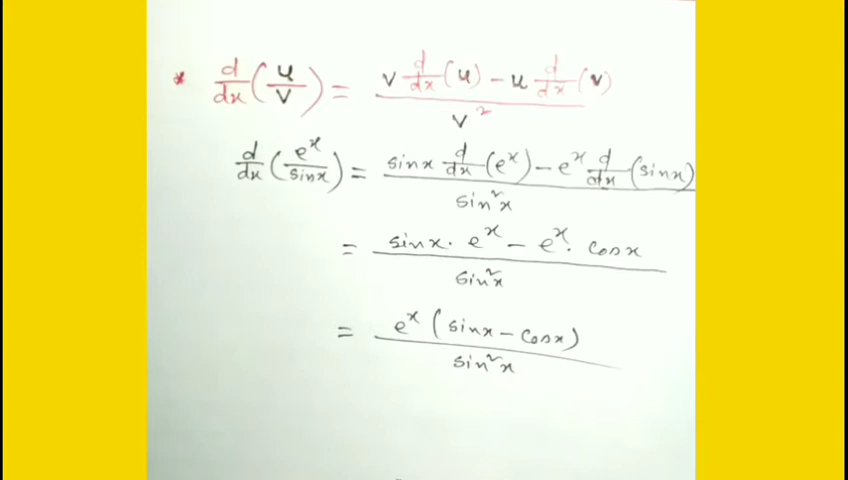 * d/dx (u/v) = (v d/dx (u) - u d/dx (v)) / v²
d/dx (eˣ/sinx) = (sinx d/dx (eˣ) - eˣ d/dx (sinx)) / sin²x
= (sinx · eˣ - eˣ · cosx) / sin²x
= eˣ (sinx - cosx) / sin²x